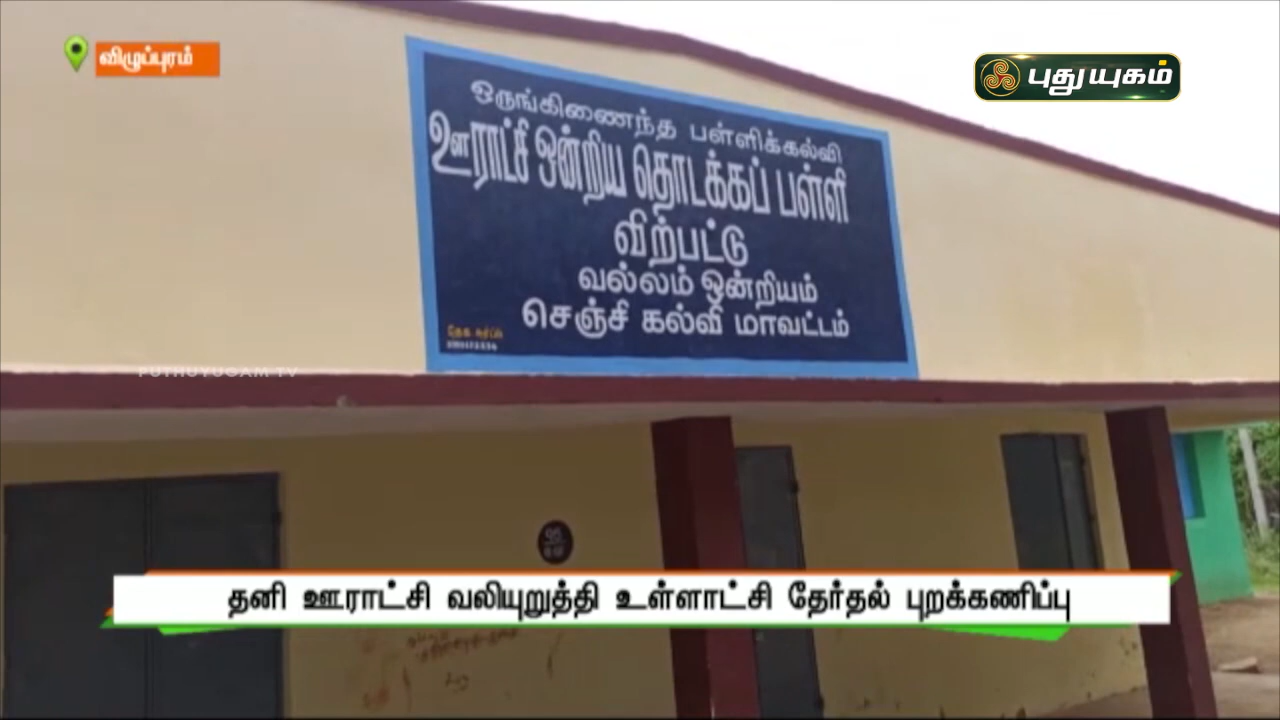 விழுப்புரம்
புதுயுகம்
ஒருங்கிணைந்த பள்ளிக்கல்வி
ஊராட்சி ஒன்றிய தொடக்கப் பள்ளி
விற்பட்டு
வல்லம் ஒன்றியம்
செஞ்சி கல்வி மாவட்டம்
PUTHUYUGAM TV
தனி ஊராட்சி வலியுறுத்தி உள்ளாட்சி தேர்தல் புறக்கணிப்பு